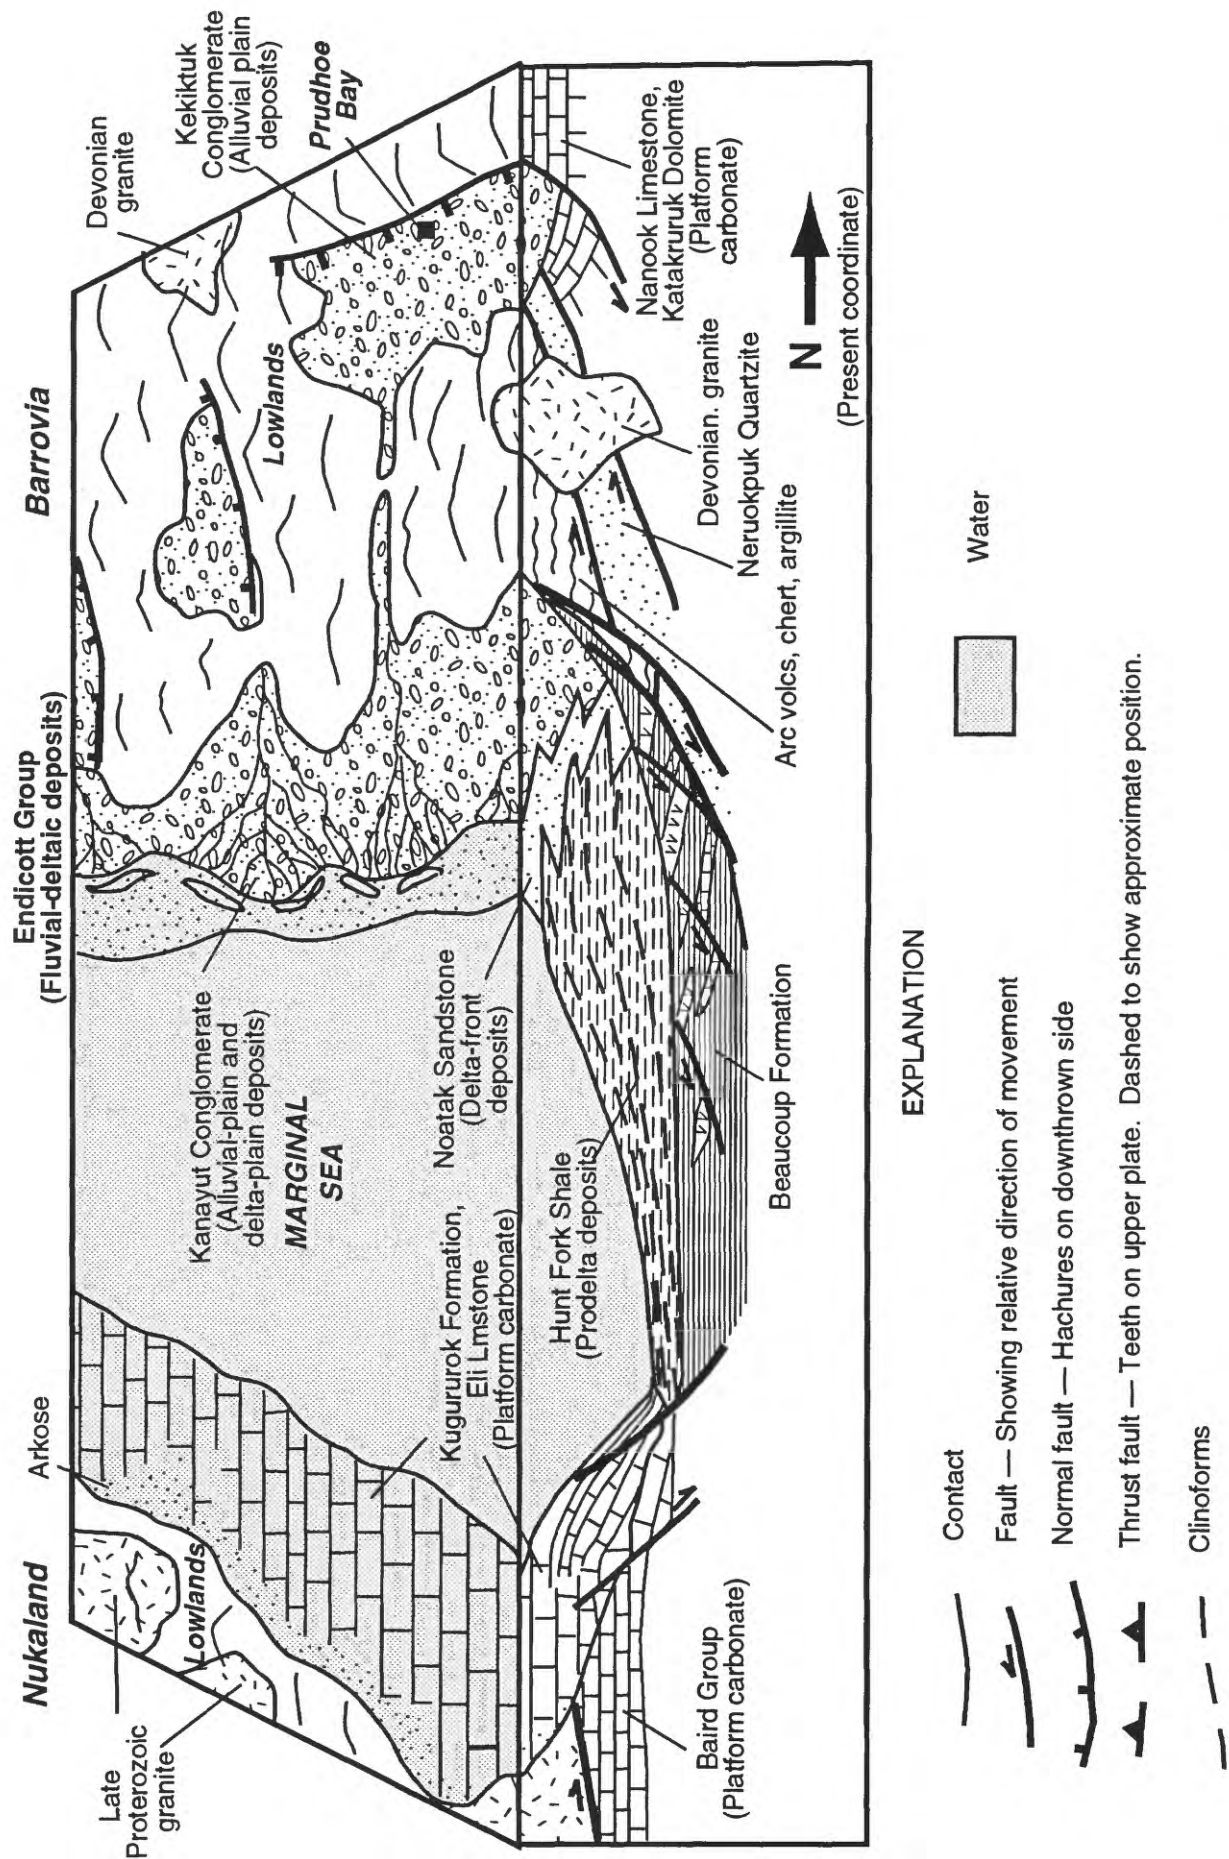 Nukaland
Endicott Group
(Fluvial-deltaic deposits)
Barrovia
Late
Proterozoic
granite
Arkose
Devonian
granite
Kekiktuk
Conglomerate
(Alluvial plain
deposits)
Prudhoe
Bay
Lowlands
Kanayut Conglomerate
(Alluvial-plain and
delta-plain deposits)
MARGINAL
SEA
Lowlands
Kugururok Formation,
Eli Lmstone
(Platform carbonate)
Noatak Sandstone
(Delta-front
deposits)
Hunt Fork Shale
(Prodelta deposits)
Baird Group
(Platform carbonate)
Beaucoup Formation
Arc volcs, chert, argillite
Neruokpuk Quartzite
Devonian. granite
Nanook Limestone,
Katakruruk Dolomite
(Platform
carbonate)
N
(Present coordinate)
EXPLANATION
Contact
Fault — Showing relative direction of movement
Normal fault — Hachures on downthrown side
Thrust fault — Teeth on upper plate. Dashed to show approximate position.
Clinoforms
Water